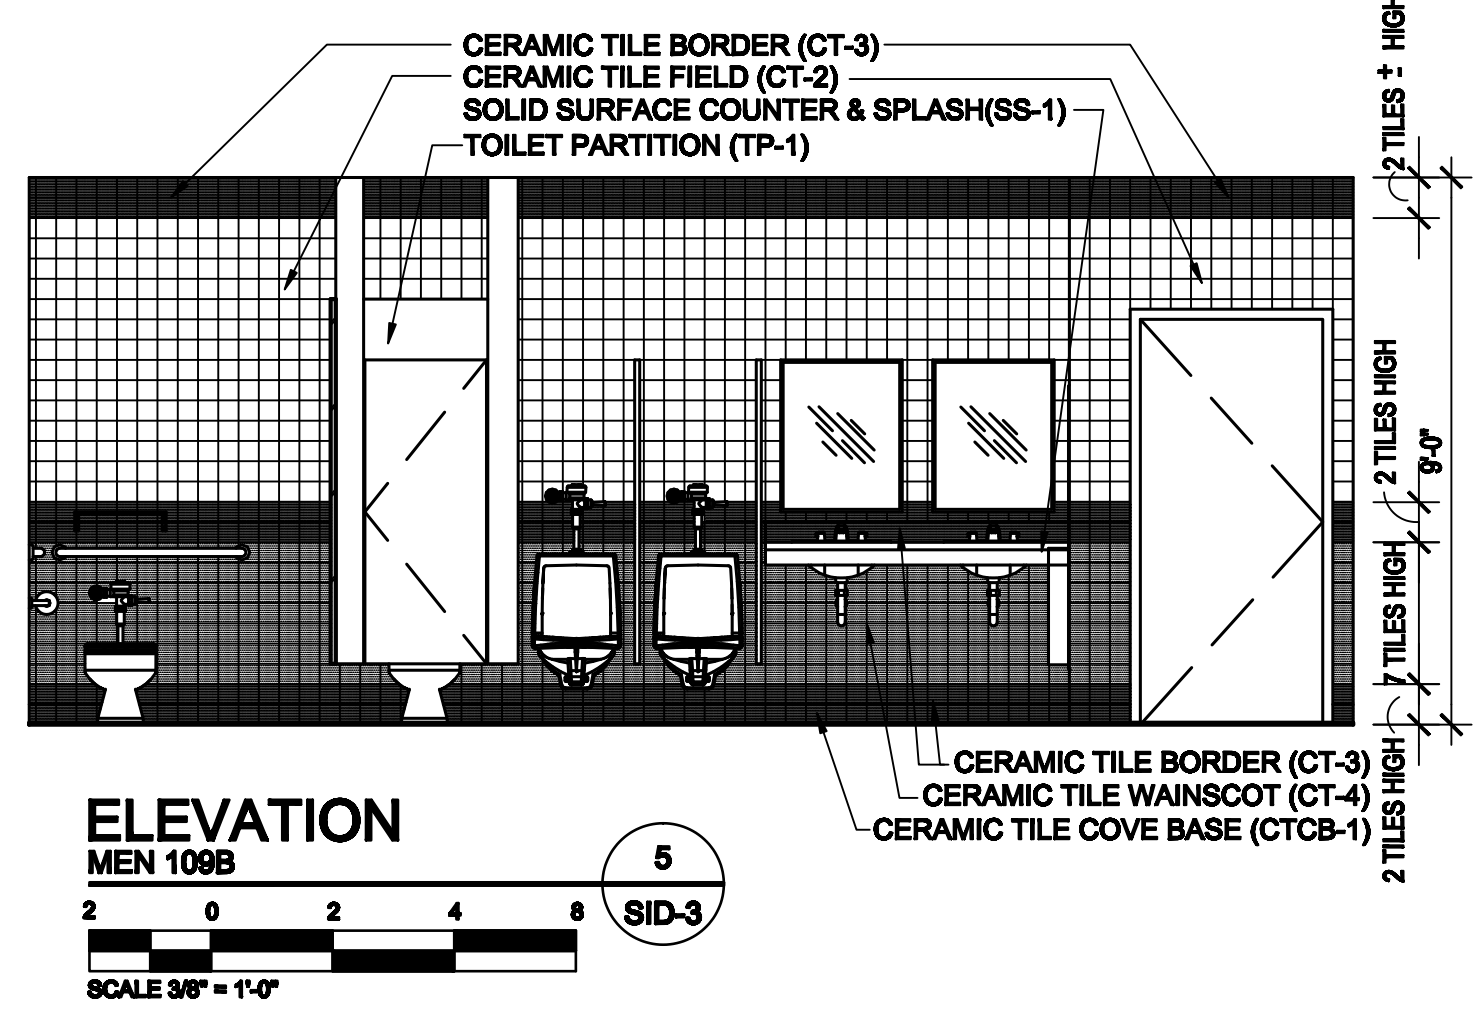 CERAMIC TILE BORDER (CT-3)
CERAMIC TILE FIELD (CT-2)
SOLID SURFACE COUNTER & SPLASH(SS-1)
TOILET PARTITION (TP-1)
2 TILES ± HIGH
2 TILES HIGH
9'-0"
7 TILES HIGH
2 TILES HIGH
CERAMIC TILE BORDER (CT-3)
CERAMIC TILE WAINSCOT (CT-4)
CERAMIC TILE COVE BASE (CTCB-1)
ELEVATION
MEN 109B
5
SID-3
2 0 2 4 8
SCALE 3/8" = 1'-0"